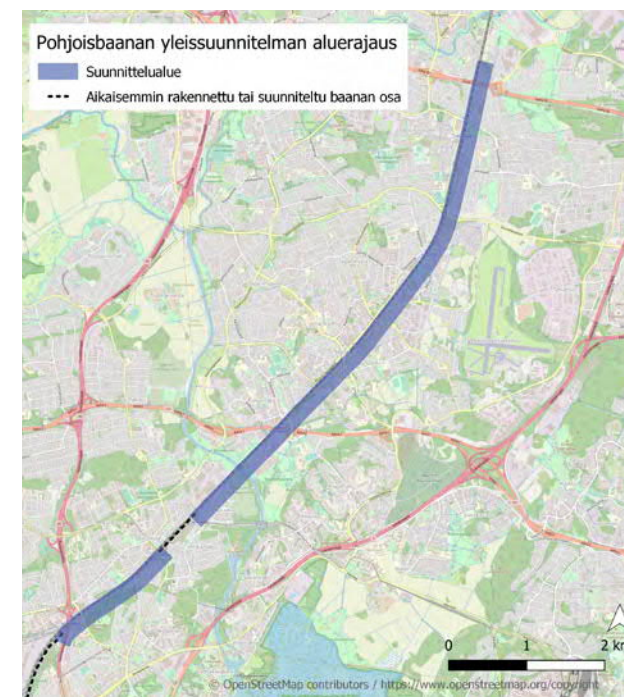 Pohjoisbaanan yleissuunnitelman aluerajaus
Suunnittelualue
Aikaisemmin rakennettu tai suunniteltu baanan osa
0 1 2 km
© OpenStreetMap contributors / https://www.openstreetmap.org/copyright